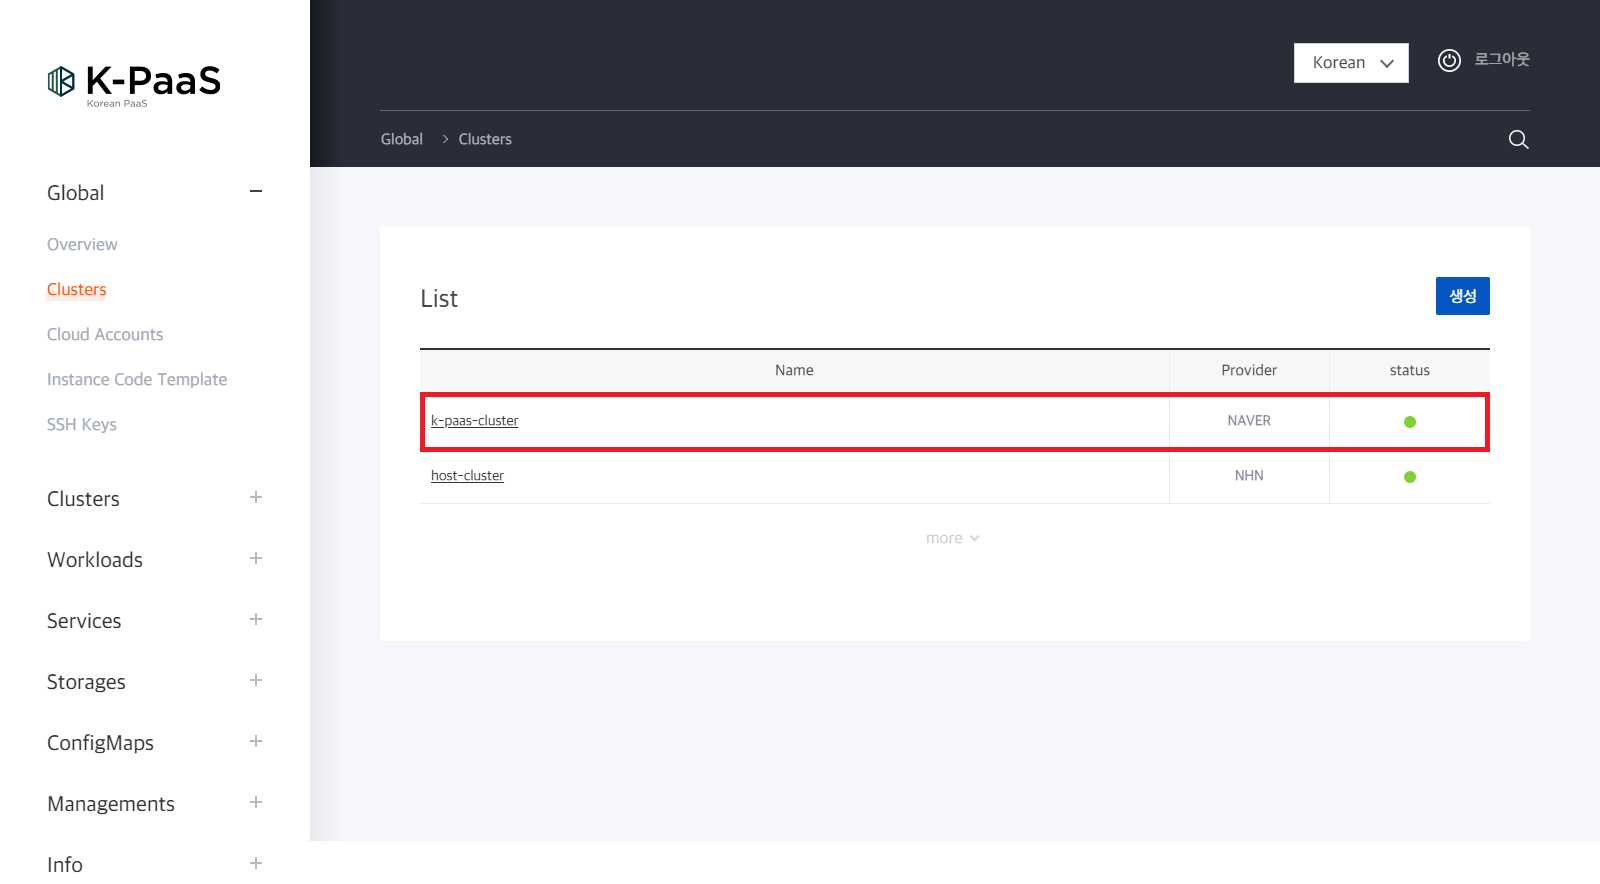 K-PaaS
Korean PaaS
Global
Overview
Clusters
Cloud Accounts
Instance Code Template
SSH Keys
Clusters
Workloads
Services
Storages
ConfigMaps
Managements
Info
Korean
로그아웃
Global > Clusters
List
생성
Name Provider status
k-paas-cluster NAVER
host-cluster NHN
more